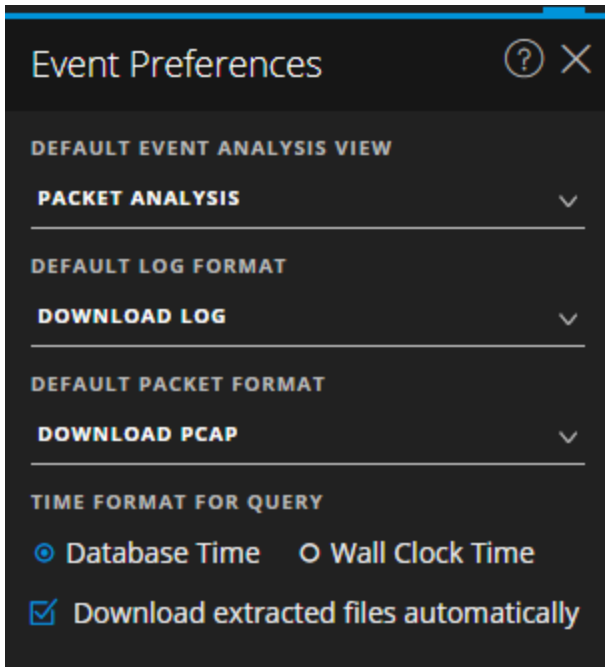 Event Preferences
DEFAULT EVENT ANALYSIS VIEW
PACKET ANALYSIS
DEFAULT LOG FORMAT
DOWNLOAD LOG
DEFAULT PACKET FORMAT
DOWNLOAD PCAP
TIME FORMAT FOR QUERY
Database Time Wall Clock Time
Download extracted files automatically